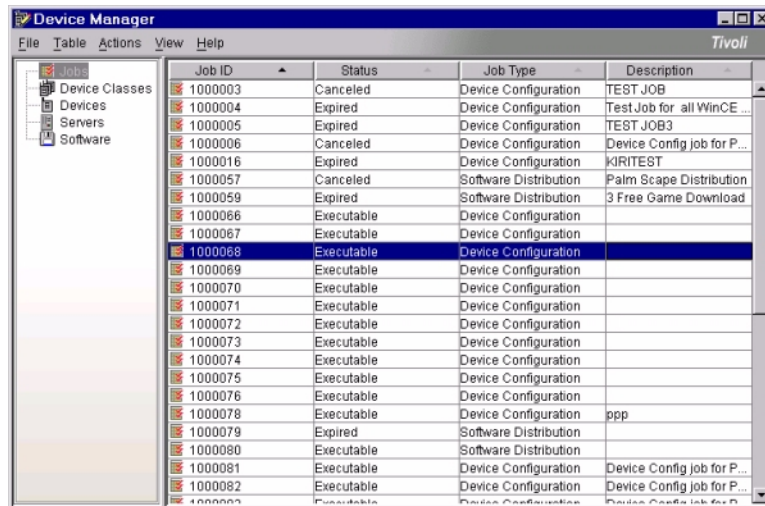 Device Manager
File Table Actions View Help Tivoli
Jobs
Device Classes
Devices
Servers
Software
Job ID Status Job Type Description
1000003 Canceled Device Configuration TEST JOB
1000004 Expired Device Configuration Test Job for all WinCE ...
1000005 Expired Device Configuration TEST JOB3
1000006 Canceled Device Configuration Device Config job for P...
1000016 Expired Device Configuration KIRITEST
1000057 Canceled Software Distribution Palm Scape Distribution
1000059 Expired Software Distribution 3 Free Game Download
1000066 Executable Device Configuration
1000067 Executable Device Configuration
1000068 Executable Device Configuration
1000069 Executable Device Configuration
1000070 Executable Device Configuration
1000071 Executable Device Configuration
1000072 Executable Device Configuration
1000073 Executable Device Configuration
1000074 Executable Device Configuration
1000075 Executable Device Configuration
1000076 Executable Device Configuration
1000078 Executable Device Configuration ppp
1000079 Expired Software Distribution
1000080 Executable Software Distribution
1000081 Executable Device Configuration Device Config job for P...
1000082 Executable Device Configuration Device Config job for P...